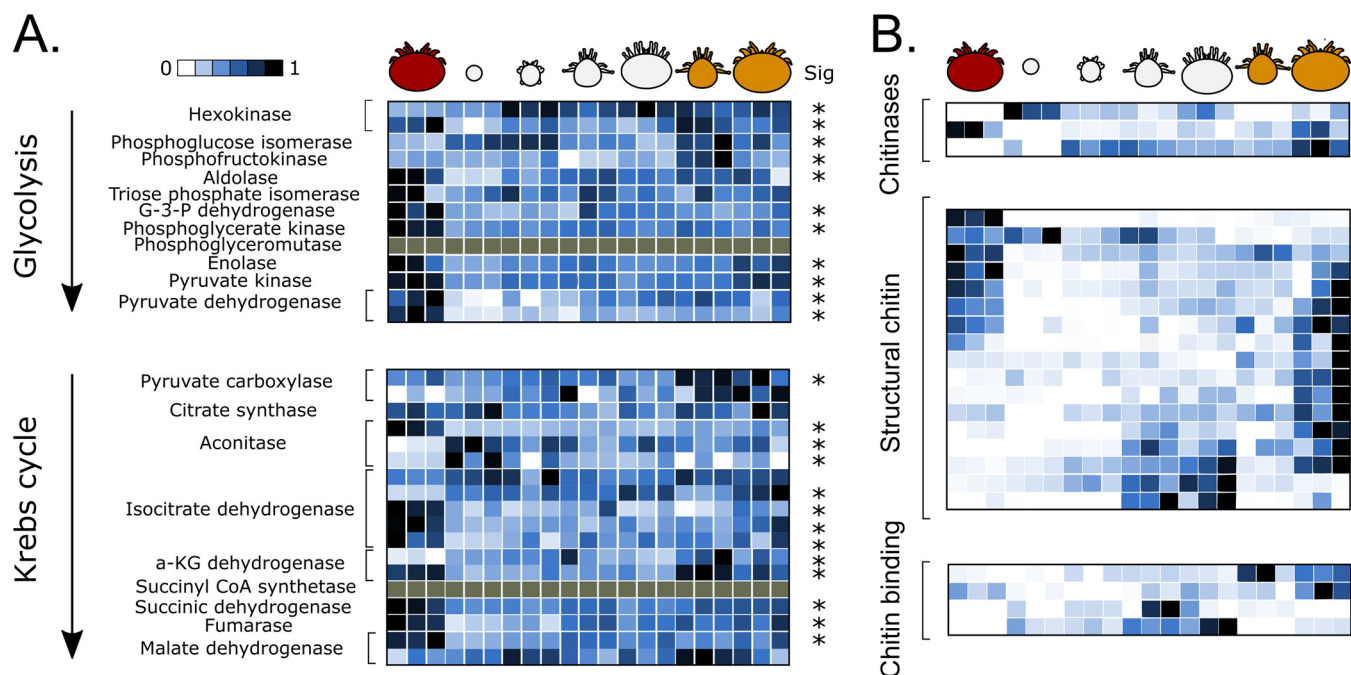 A.
B.
0 1
Sig
Glycolysis
Hexokinase
*
*
Phosphoglucose isomerase
*
Phosphofructokinase
*
Aldolase
*
Triose phosphate isomerase
G-3-P dehydrogenase
*
Phosphoglycerate kinase
*
Phosphoglyceromutase
Enolase
*
Pyruvate kinase
*
Pyruvate dehydrogenase
*
*
Krebs cycle
Pyruvate carboxylase
*
Citrate synthase
Aconitase
*
*
*
Isocitrate dehydrogenase
*
*
*
*
a-KG dehydrogenase
*
*
Succinyl CoA synthetase
Succinic dehydrogenase
*
Fumarase
*
Malate dehydrogenase
*
Chitinases
Structural chitin
Chitin binding